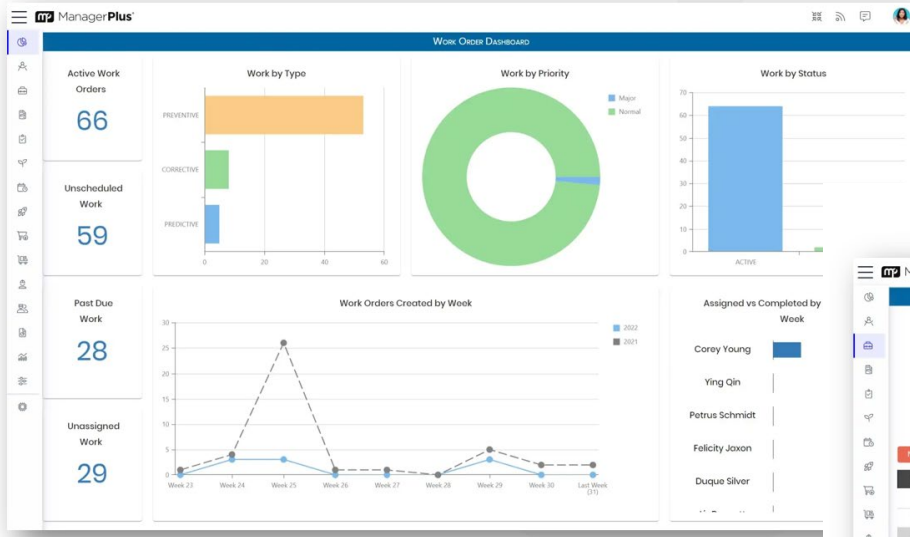 ManagerPlus®
WORK ORDER DASHBOARD
Active Work
Orders
66
Unscheduled
Work
59
Past Due
Work
28
Unassigned
Work
29
Work by Type
PREVENTIVE
CORRECTIVE
PREDICTIVE
0 20 40 60
Work by Priority
Major
Normal
Work by Status
70
60
50
40
30
20
10
0
ACTIVE
Work Orders Created by Week
2022
2021
30
25
20
15
10
5
0
Week 23 Week 24 Week 25 Week 26 Week 27 Week 28 Week 29 Week 30 Last Week
(31)
Assigned vs Completed by
Week
Corey Young
Ying Qin
Petrus Schmidt
Felicity Joxon
Duque Silver